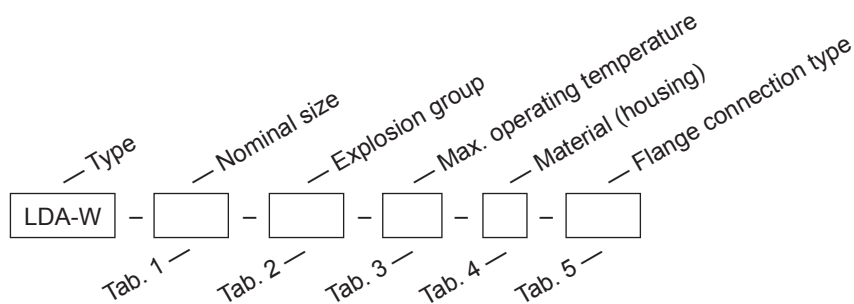 — Type
— Nominal size
— Explosion group
— Max. operating temperature
— Material (housing)
— Flange connection type
LDA-W – – – – –
Tab. 1 —
Tab. 2 —
Tab. 3 —
Tab. 4 —
Tab. 5 —